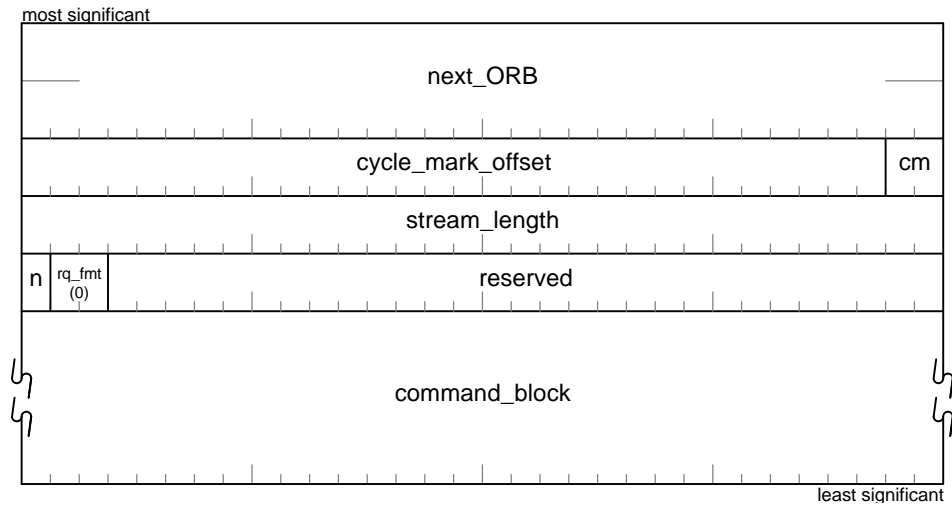 most significant
next_ORB
cycle_mark_offset cm
stream_length
n rq_fmt (0) reserved
command_block
least significant